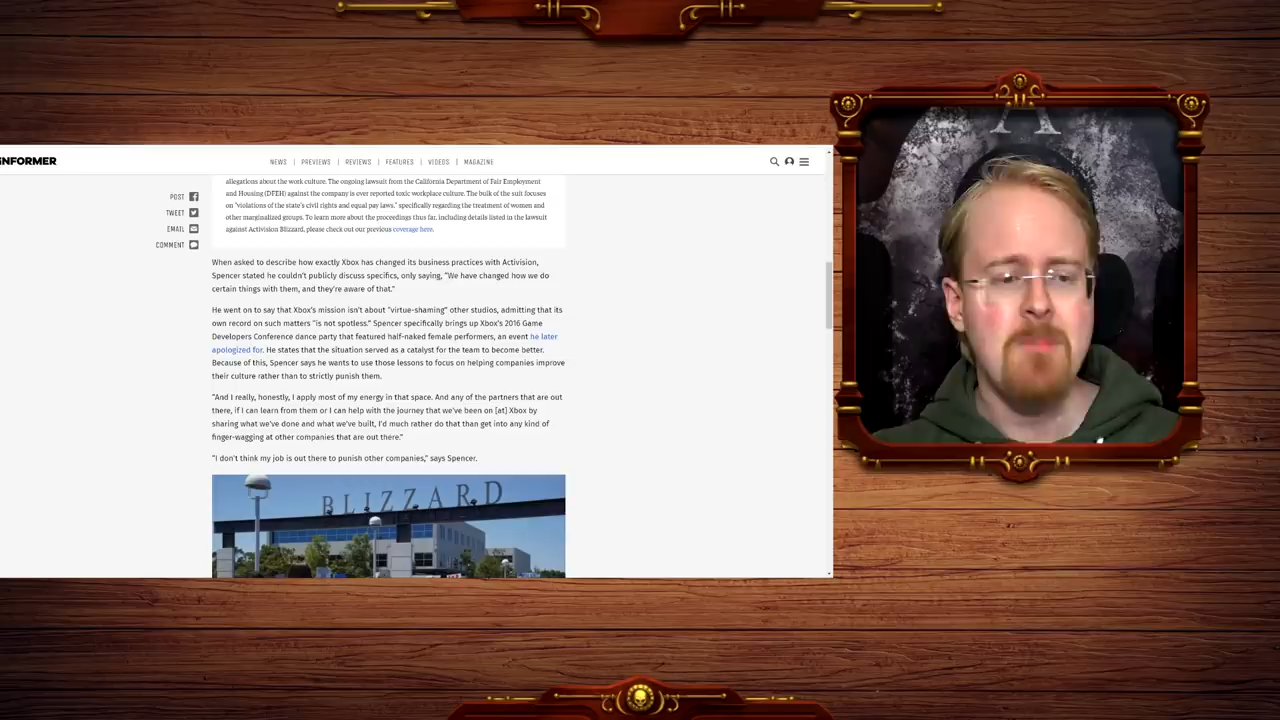 INFORMER
NEWS | PREVIEWS | REVIEWS | FEATURES | VIDEOS | MAGAZINE
POST
TWEET
EMAIL
COMMENT
allegations about the work culture. The ongoing lawsuit from the California Department of Fair Employment
and Housing (DFEH) against the company is over reported toxic workplace culture. The bulk of the suit focuses
on "violations of the state's civil rights and equal pay laws," specifically regarding the treatment of women and
other marginalized groups. To learn more about the proceedings thus far, including details listed in the lawsuit
against Activision Blizzard, please check out our previous coverage here.
When asked to describe how exactly Xbox has changed its business practices with Activision,
Spencer stated he couldn't publicly discuss specifics, only saying, "We have changed how we do
certain things with them, and they're aware of that."
He went on to say that Xbox's mission isn't about "virtue-shaming" other studios, admitting that its
own record on such matters "is not spotless." Spencer specifically brings up Xbox's 2016 Game
Developers Conference dance party that featured half-naked female performers, an event he later
apologized for. He states that the situation served as a catalyst for the team to become better.
Because of this, Spencer says he wants to use those lessons to focus on helping companies improve
their culture rather than to strictly punish them.
"And I really, honestly, I apply most of my energy in that space. And any of the partners that are out
there, if I can learn from them or I can help with the journey that we've been on [at] Xbox by
sharing what we've done and what we've built, I'd much rather do that than get into any kind of
finger-wagging at other companies that are out there."
"I don't think my job is out there to punish other companies," says Spencer.
BLIZZARD
A